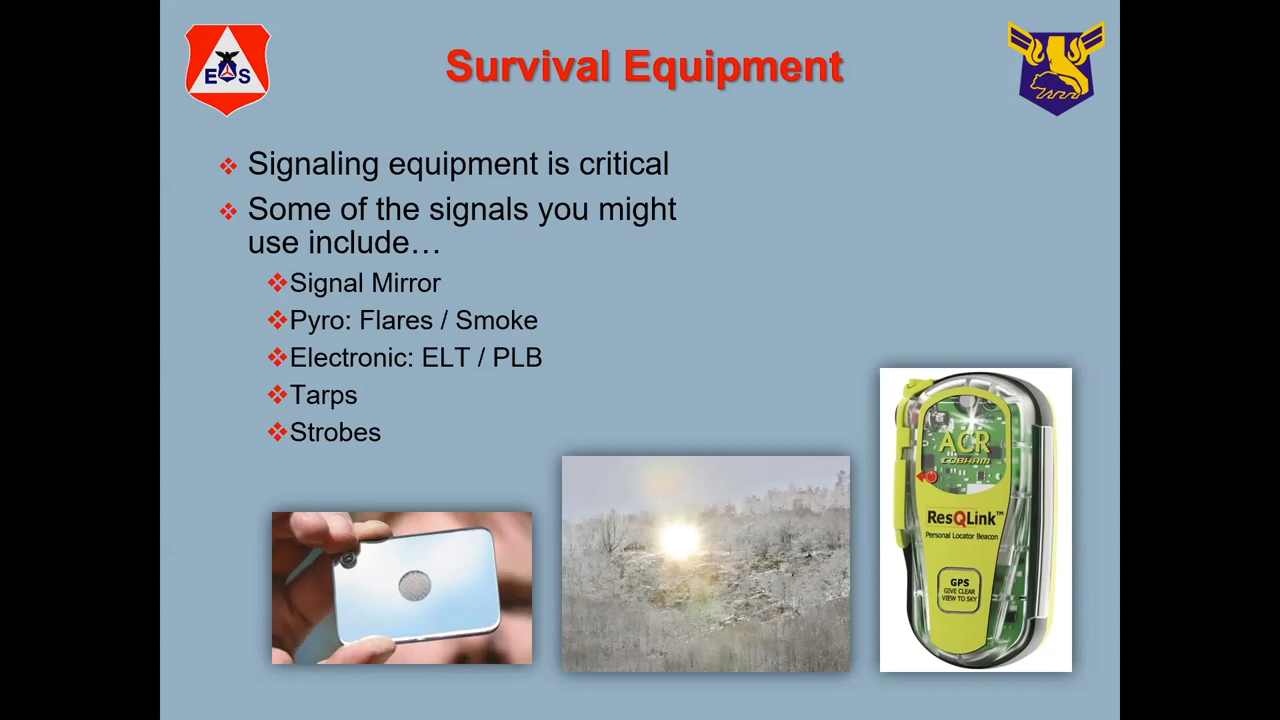 E S
Survival Equipment
Signaling equipment is critical
Some of the signals you might
use include…
Signal Mirror
Pyro: Flares / Smoke
Electronic: ELT / PLB
Tarps
Strobes
ACR
COBHAM
ResQLink™
Personal Locator Beacon
GPS
GIVE CLEAR
VIEW TO SKY